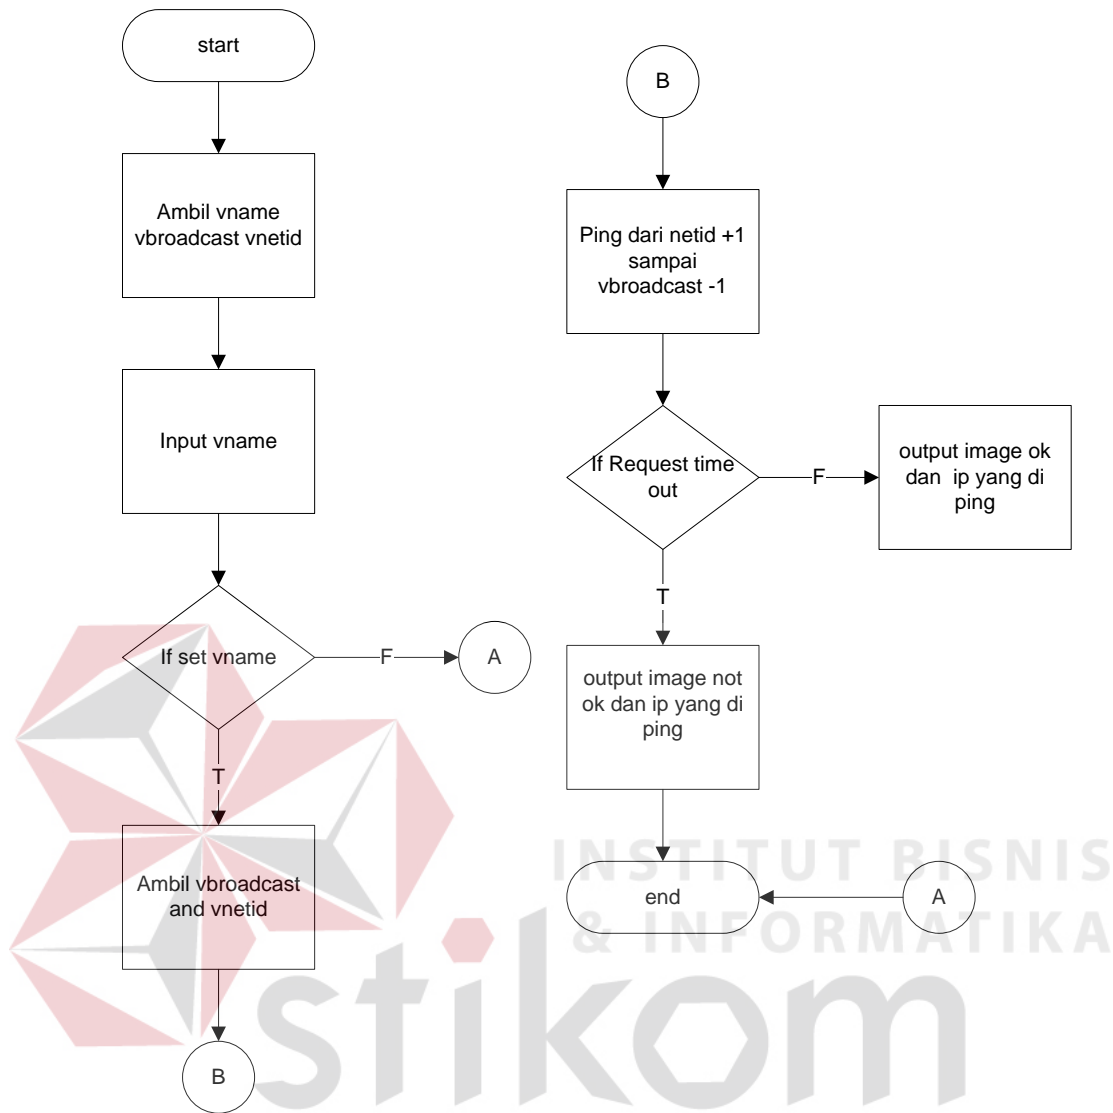 start
Ambil vname
vbroadcast vnetid
Input vname
If set vname
F
A
T
Ambil vbroadcast
and vnetid
B
B
Ping dari netid +1
sampai
vbroadcast -1
If Request time
out
F
output image ok
dan ip yang di
ping
T
output image not
ok dan ip yang di
ping
end
A
INSTITUT BISNIS
& INFORMATIKA
stikom